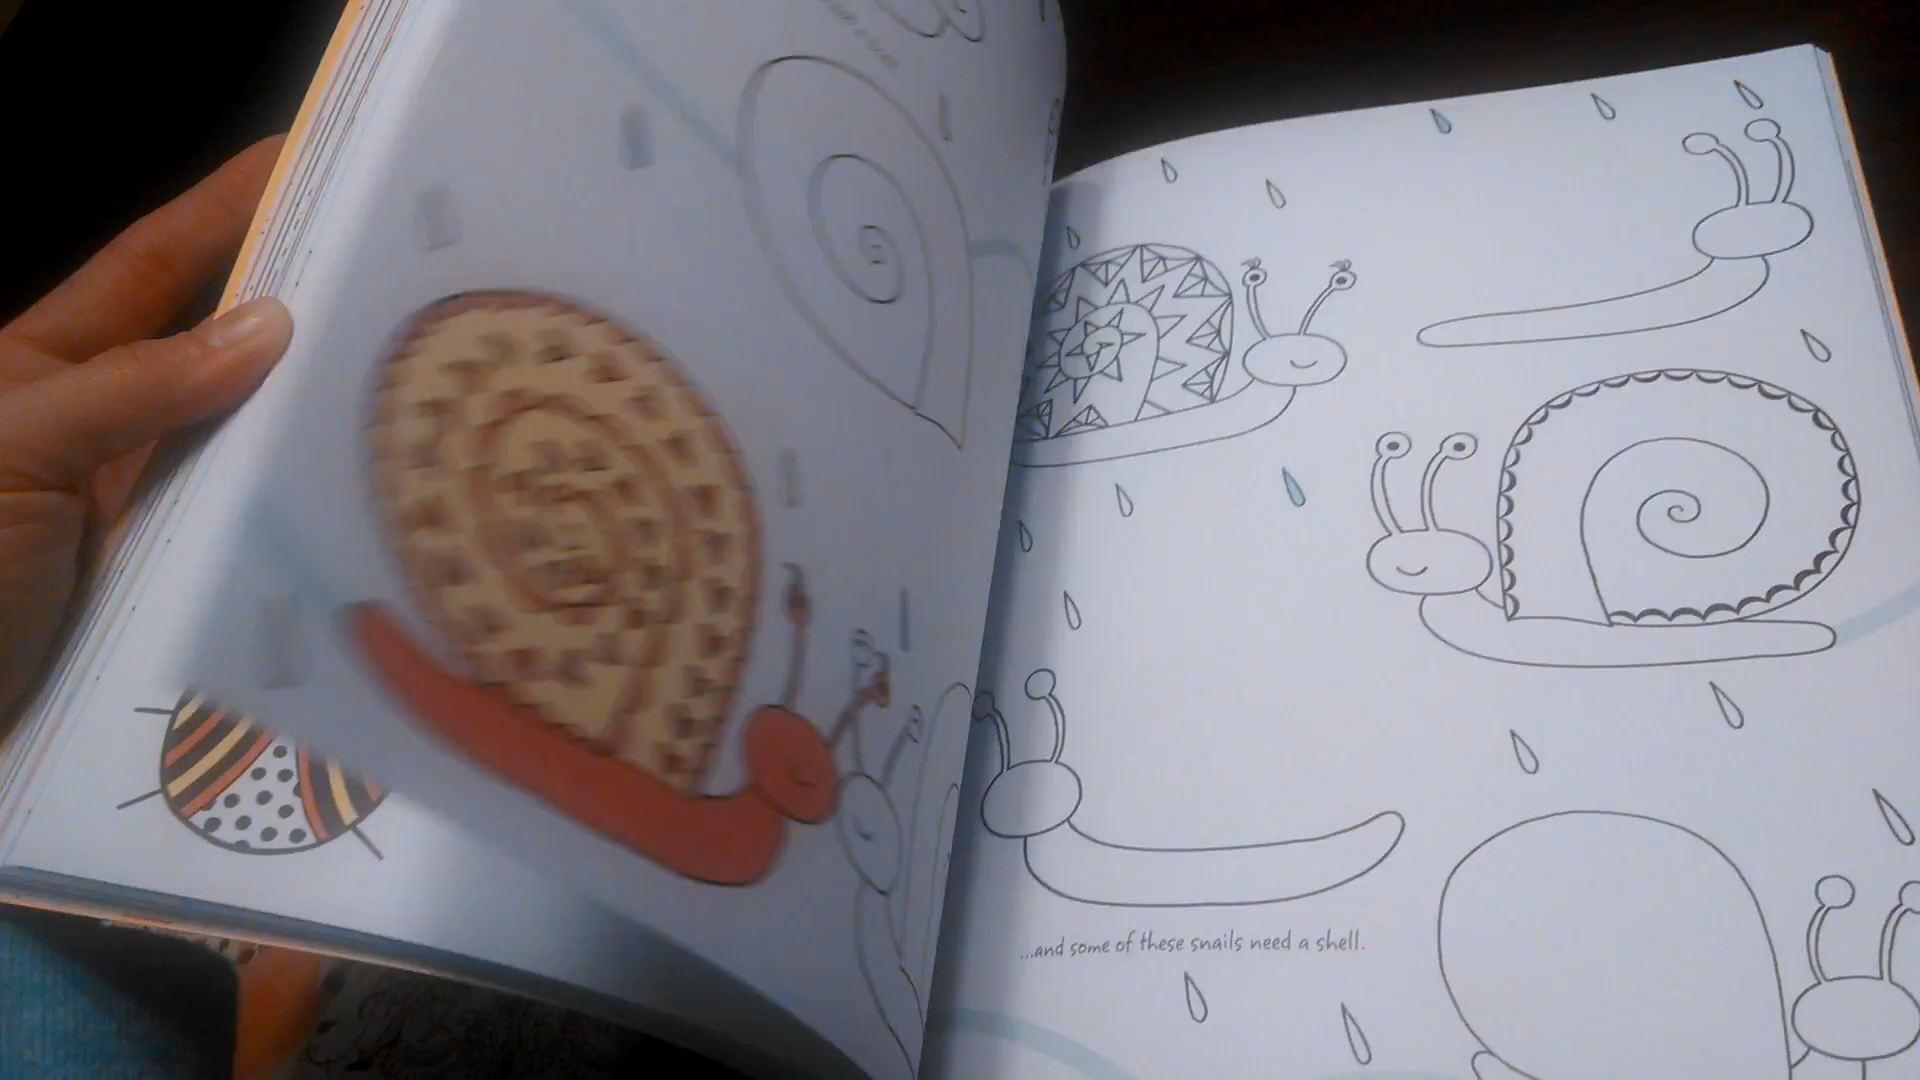 ...and some of these snails need a shell.